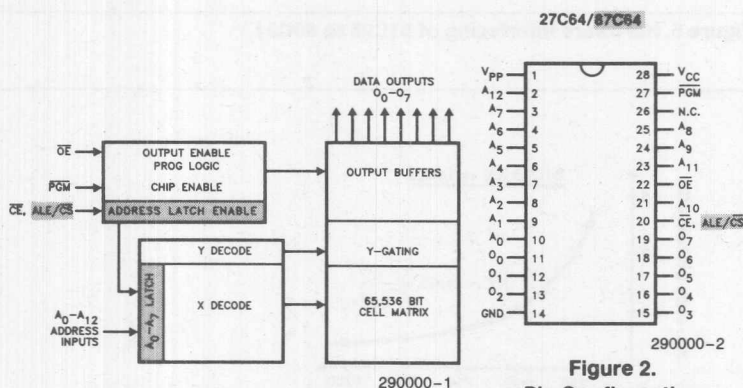 27C64/87C64
DATA OUTPUTS
O0–O7
OE
PGM
CE, ALE/CS
OUTPUT ENABLE
PROG LOGIC
CHIP ENABLE
ADDRESS LATCH ENABLE
OUTPUT BUFFERS
Y DECODE
Y-GATING
A0–A7 LATCH
X DECODE
65,536 BIT
CELL MATRIX
A0–A12
ADDRESS
INPUTS
290000-1
VPP 1 28 VCC
A12 2 27 PGM
A7 3 26 N.C.
A6 4 25 A8
A5 5 24 A9
A4 6 23 A11
A3 7 22 OE
A2 8 21 A10
A1 9 20 CE, ALE/CS
A0 10 19 O7
O0 11 18 O6
O1 12 17 O5
O2 13 16 O4
GND 14 15 O3
290000-2
Figure 2.